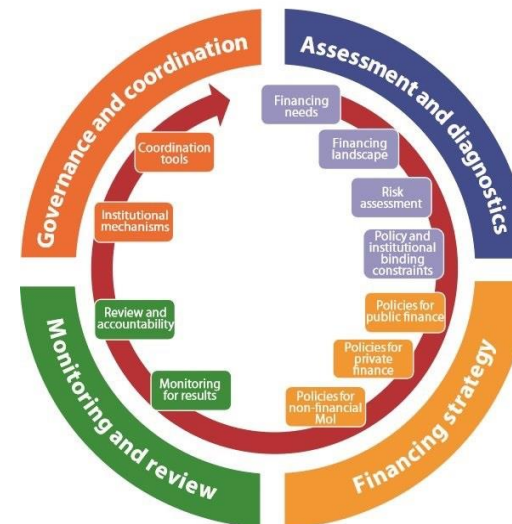 Governance and coordination
Assessment and diagnostics
Financing
needs
Financing
landscape
Risk
assessment
Policy and
institutional
binding
constraints
Policies for
public finance
Policies for
private
finance
Policies for
non-financial
MoI
Financing strategy
Monitoring
for results
Review and
accountability
Monitoring and review
Institutional
mechanisms
Coordination
tools